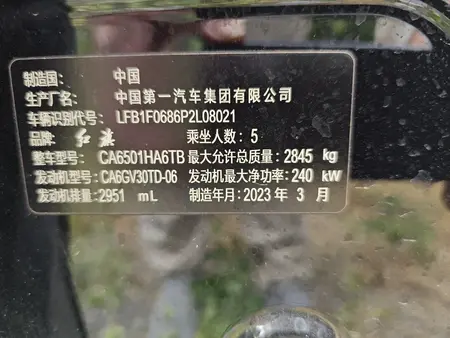 制造国： 中国
生产厂名： 中国第一汽车集团有限公司
车辆识别代号： LFB1F0686P2L08021
品牌： 红旗 乘坐人数：5
整车型号：CA6501HA6TB 最大允许总质量：2845 kg
发动机型号：CA6GV30TD-06 发动机最大净功率：240 kW
发动机排量：2951 mL 制造年月：2023 年 3 月